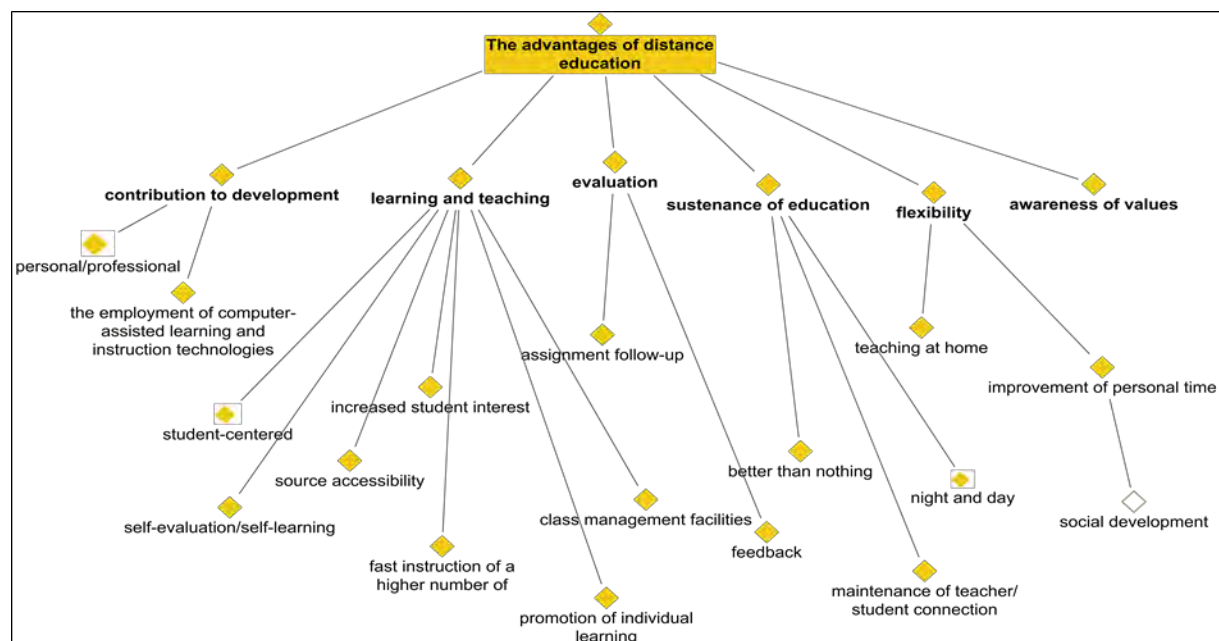 The advantages of distance
education
contribution to development
learning and teaching
evaluation
sustenance of education
flexibility
awareness of values
personal/professional
the employment of computer-
assisted learning and
instruction technologies
student-centered
self-evaluation/self-learning
source accessibility
increased student interest
fast instruction of a
higher number of
promotion of individual
learning
class management facilities
assignment follow-up
feedback
better than nothing
maintenance of teacher/
student connection
night and day
teaching at home
improvement of personal time
social development